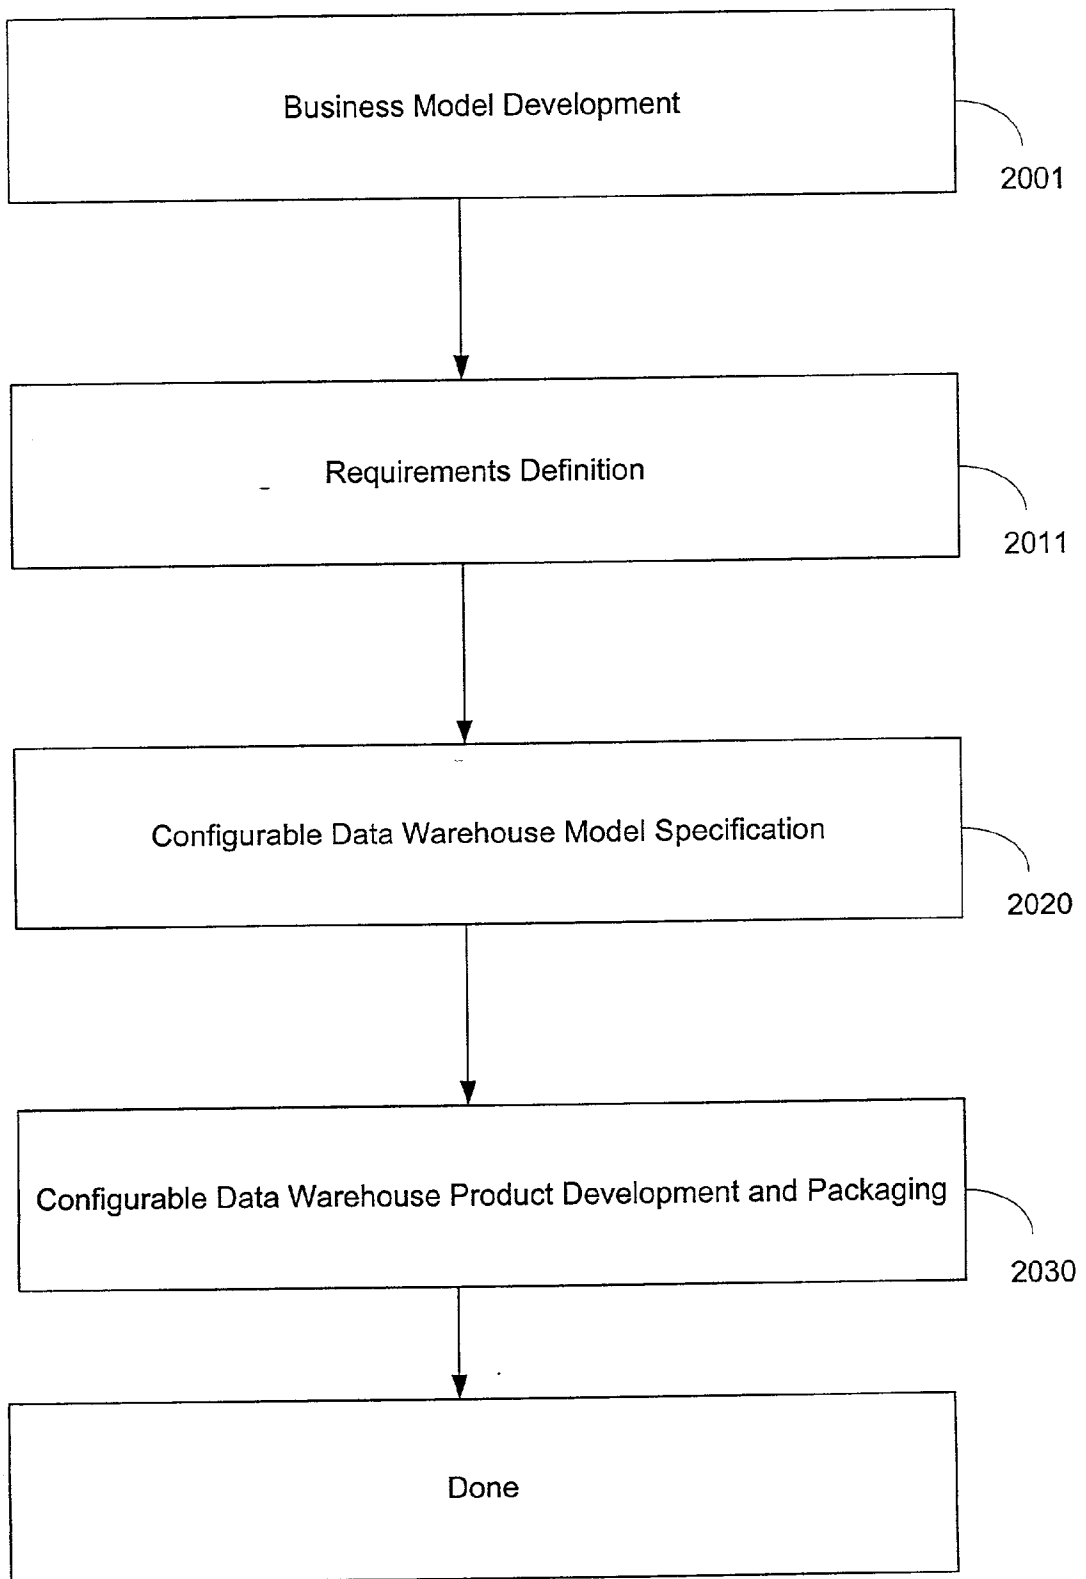 Business Model Development
2001
Requirements Definition
2011
Configurable Data Warehouse Model Specification
2020
Configurable Data Warehouse Product Development and Packaging
2030
Done